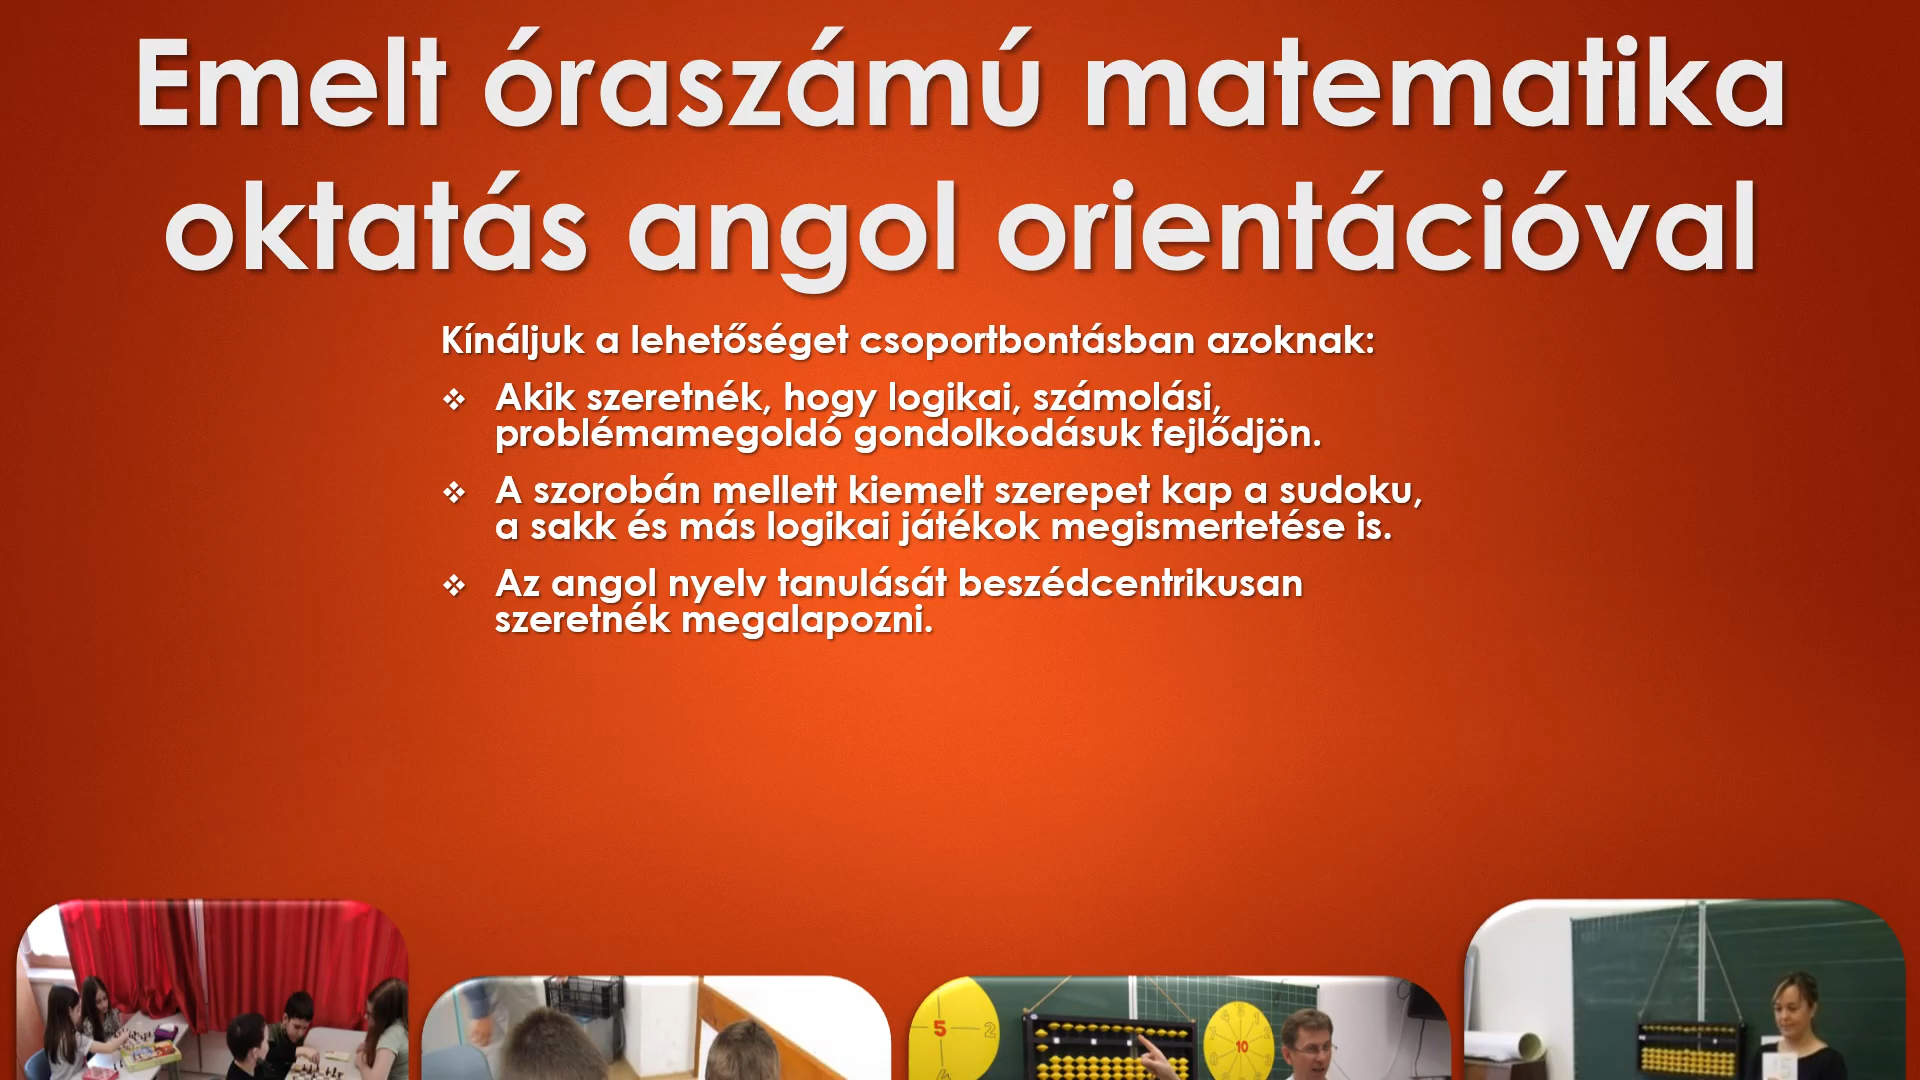 Emelt óraszámú matematika
oktatás angol orientációval
Kínáljuk a lehetőséget csoportbontásban azoknak:
❖ Akik szeretnék, hogy logikai, számolási,
problémamegoldó gondolkodásuk fejlődjön.
❖ A szorobán mellett kiemelt szerepet kap a sudoku,
a sakk és más logikai játékok megismertetése is.
❖ Az angol nyelv tanulását beszédcentrikusan
szeretnék megalapozni.
5 2
10